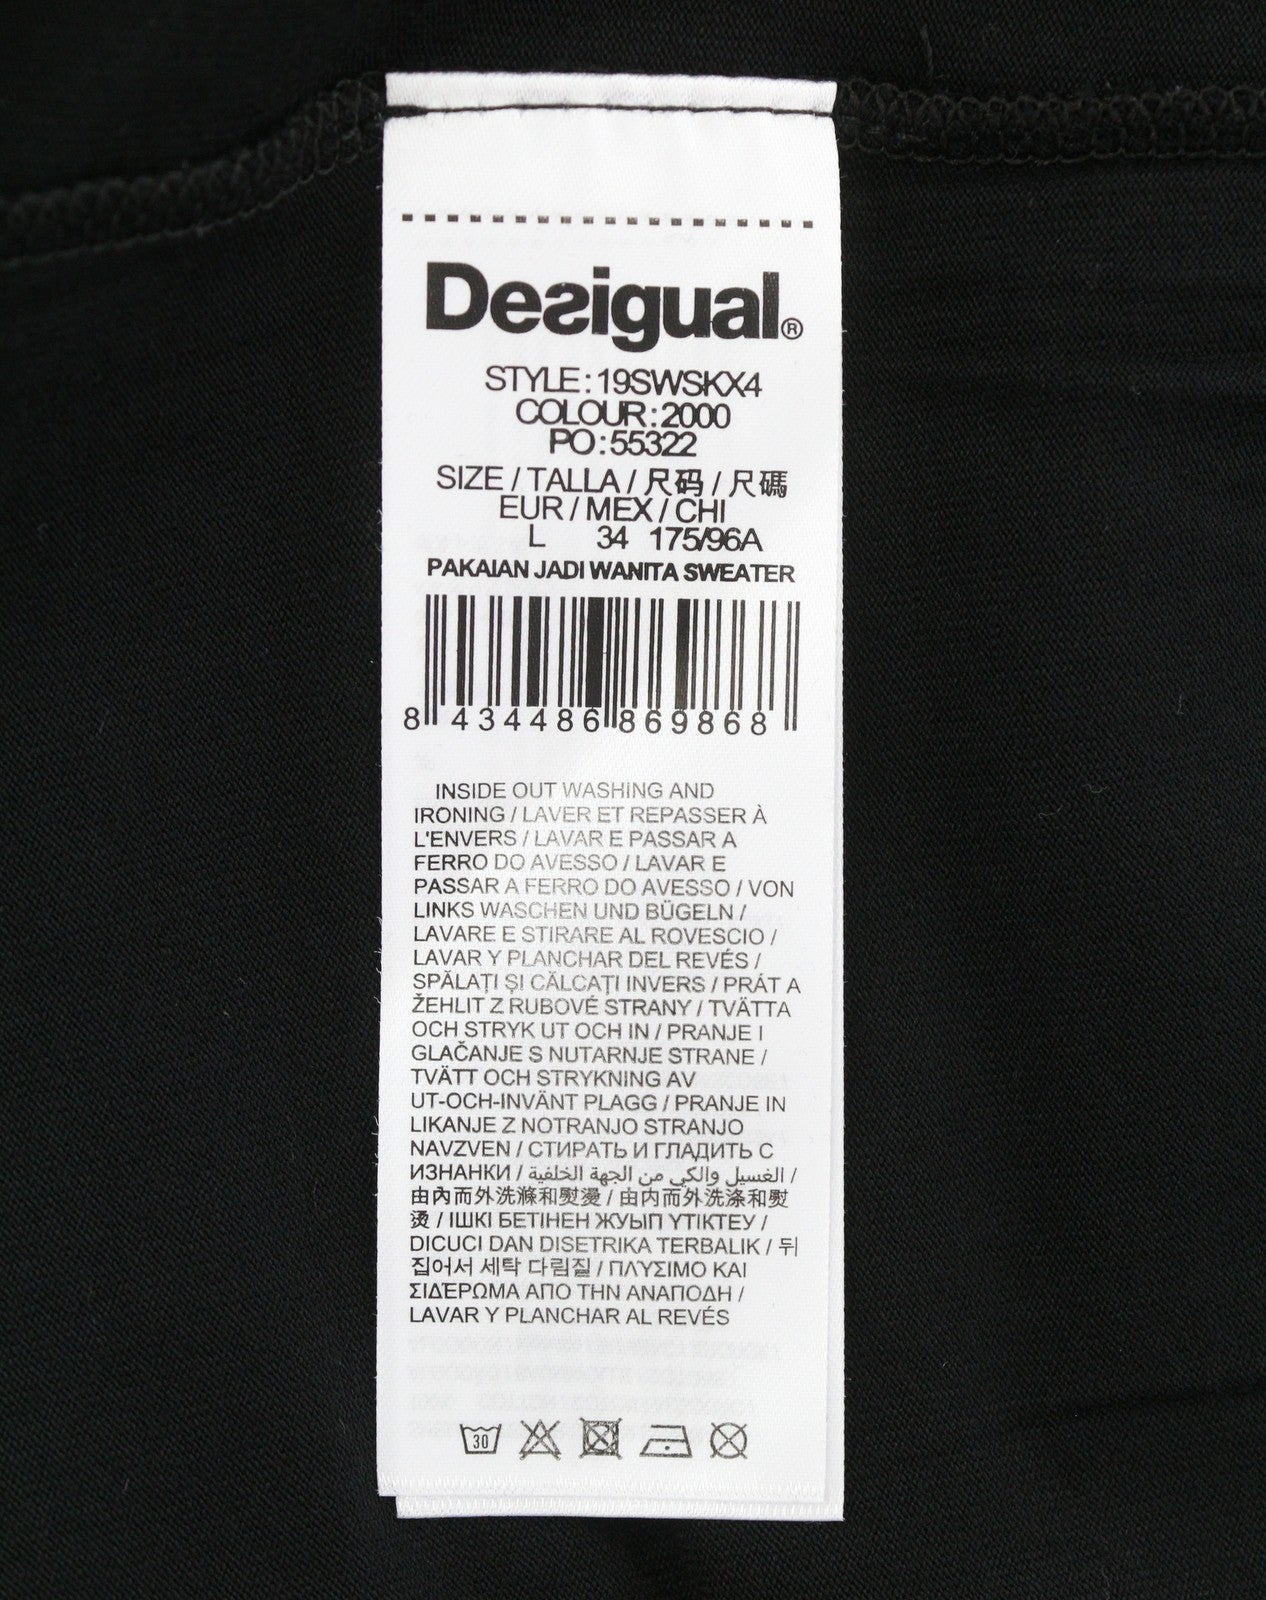 Desigual®
STYLE:19SWSKX4
COLOUR:2000
PO:55322
SIZE / TALLA / 尺码 / 尺碼
EUR / MEX / CHI
L 34 175/96A
PAKAIAN JADI WANITA SWEATER
8 434486 869868
INSIDE OUT WASHING AND
IRONING / LAVER ET REPASSER À
L'ENVERS / LAVAR E PASSAR A
FERRO DO AVESSO / LAVAR E
PASSAR A FERRO DO AVESSO / VON
LINKS WASCHEN UND BÜGELN /
LAVARE E STIRARE AL ROVESCIO /
LAVAR Y PLANCHAR DEL REVÉS /
SPĂLAȚI ȘI CĂLCAȚI INVERS / PRÁT A
ŽEHLIT Z RUBOVÉ STRANY / TVÄTTA
OCH STRYK UT OCH IN / PRANJE I
GLAČANJE S NUTARNJE STRANE /
TVÄTT OCH STRYKNING AV
UT-OCH-INVÄNT PLAGG / PRANJE IN
LIKANJE Z NOTRANJO STRANJO
NAVZVEN / СТИРАТЬ И ГЛАДИТЬ С
ИЗНАНКИ / الغسيل والكي من الجهة الخلفية /
由內而外洗滌和熨燙 / 由内而外洗涤和熨
烫 / ІШКІ БЕТІНЕН ЖУЫП ҮТІКТЕУ /
DICUCI DAN DISETRIKA TERBALIK / 뒤
집어서 세탁 다림질 / ΠΛΥΣΙΜΟ ΚΑΙ
ΣΙΔΈΡΩΜΑ ΑΠΟ ΤΗΝ ΑΝΑΠΟΔΗ /
LAVAR Y PLANCHAR AL REVÉS
30